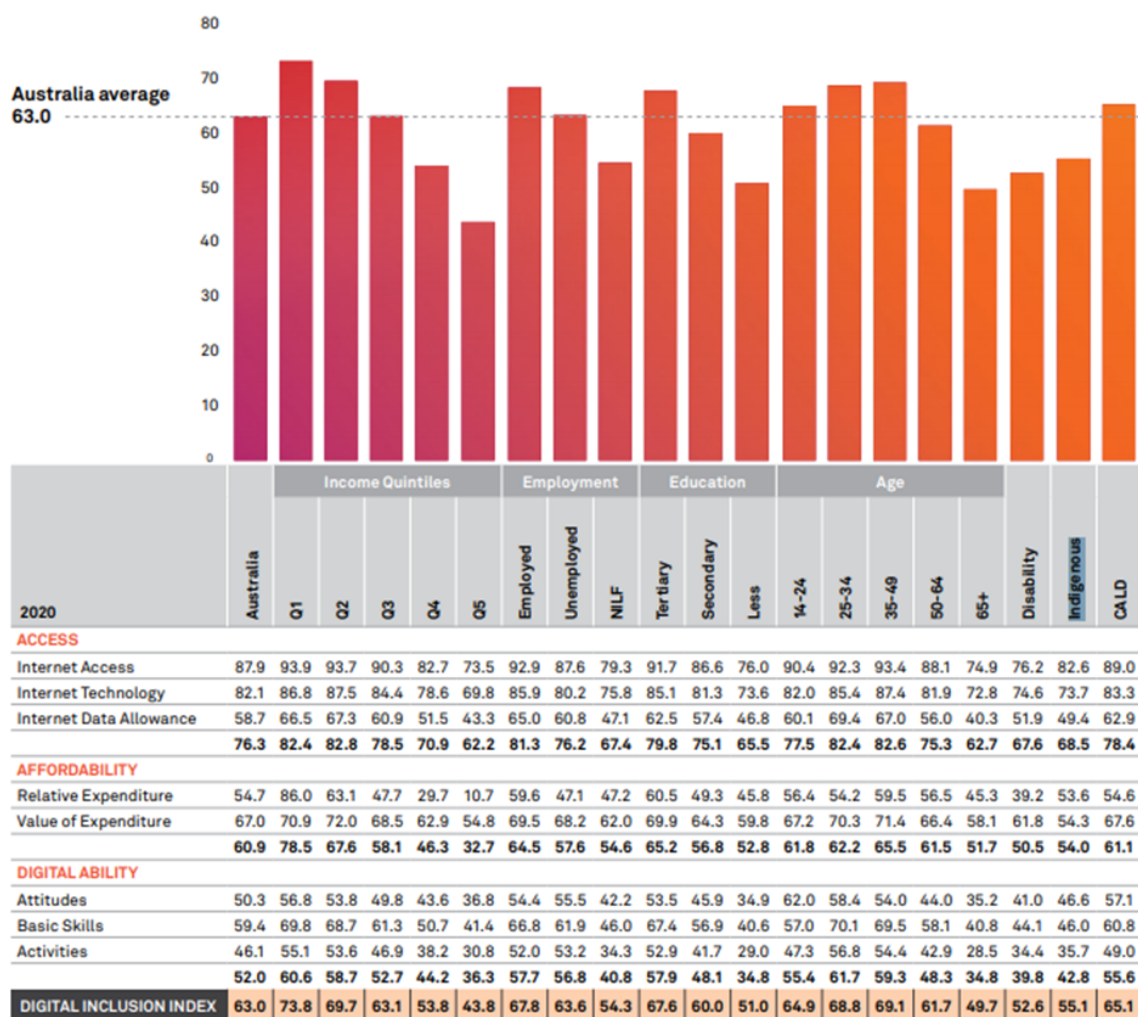 80
70
Australia average
63.0
60
50
40
30
20
10
0
Income Quintiles Employment Education Age
2020 Australia Q1 Q2 Q3 Q4 Q5 Employed Unemployed NILF Tertiary Secondary Less 14-24 25-34 35-49 50-64 65+ Disability Indigenous CALD
ACCESS
Internet Access 87.9 93.9 93.7 90.3 82.7 73.5 92.9 87.6 79.3 91.7 86.6 76.0 90.4 92.3 93.4 88.1 74.9 76.2 82.6 89.0
Internet Technology 82.1 86.8 87.5 84.4 78.6 69.8 85.9 80.2 75.8 85.1 81.3 73.6 82.0 85.4 87.4 81.9 72.8 74.6 73.7 83.3
Internet Data Allowance 58.7 66.5 67.3 60.9 51.5 43.3 65.0 60.8 47.1 62.5 57.4 46.8 60.1 69.4 67.0 56.0 40.3 51.9 49.4 62.9
76.3 82.4 82.8 78.5 70.9 62.2 81.3 76.2 67.4 79.8 75.1 65.5 77.5 82.4 82.6 75.3 62.7 67.6 68.5 78.4
AFFORDABILITY
Relative Expenditure 54.7 86.0 63.1 47.7 29.7 10.7 59.6 47.1 47.2 60.5 49.3 45.8 56.4 54.2 59.5 56.5 45.3 39.2 53.6 54.6
Value of Expenditure 67.0 70.9 72.0 68.5 62.9 54.8 69.5 68.2 62.0 69.9 64.3 59.8 67.2 70.3 71.4 66.4 58.1 61.8 54.3 67.6
60.9 78.5 67.6 58.1 46.3 32.7 64.5 57.6 54.6 65.2 56.8 52.8 61.8 62.2 65.5 61.5 51.7 50.5 54.0 61.1
DIGITAL ABILITY
Attitudes 50.3 56.8 53.8 49.8 43.6 36.8 54.4 55.5 42.2 53.5 45.9 34.9 62.0 58.4 54.0 44.0 35.2 41.0 46.6 57.1
Basic Skills 59.4 69.8 68.7 61.3 50.7 41.4 66.8 61.9 46.0 67.4 56.9 40.6 57.0 70.1 69.5 58.1 40.8 44.1 46.0 60.8
Activities 46.1 55.1 53.6 46.9 38.2 30.8 52.0 53.2 34.3 52.9 41.7 29.0 47.3 56.8 54.4 42.9 28.5 34.4 35.7 49.0
52.0 60.6 58.7 52.7 44.2 36.3 57.7 56.8 40.8 57.9 48.1 34.8 55.4 61.7 59.3 48.3 34.8 39.8 42.8 55.6
DIGITAL INCLUSION INDEX 63.0 73.8 69.7 63.1 53.8 43.8 67.8 63.6 54.3 67.6 60.0 51.0 64.9 68.8 69.1 61.7 49.7 52.6 55.1 65.1